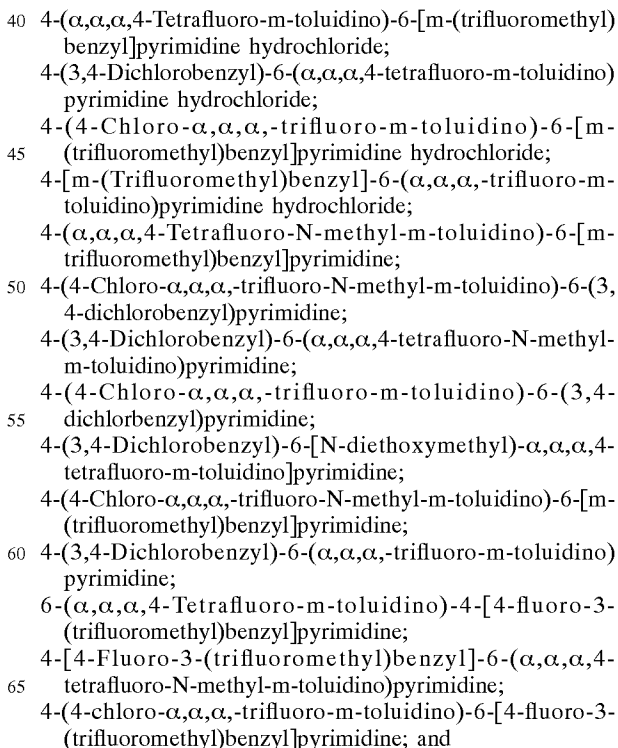 40 4-(α,α,α,4-Tetrafluoro-m-toluidino)-6-[m-(trifluoromethyl)
benzyl]pyrimidine hydrochloride;
4-(3,4-Dichlorobenzyl)-6-(α,α,α,4-tetrafluoro-m-toluidino)
pyrimidine hydrochloride;
4-(4-Chloro-α,α,α,-trifluoro-m-toluidino)-6-[m-
45 (trifluoromethyl)benzyl]pyrimidine hydrochloride;
4-[m-(Trifluoromethyl)benzyl]-6-(α,α,α,-trifluoro-m-
toluidino)pyrimidine hydrochloride;
4-(α,α,α,4-Tetrafluoro-N-methyl-m-toluidino)-6-[m-
trifluoromethyl)benzyl]pyrimidine;
50 4-(4-Chloro-α,α,α,-trifluoro-N-methyl-m-toluidino)-6-(3,
4-dichlorobenzyl)pyrimidine;
4-(3,4-Dichlorobenzyl)-6-(α,α,α,4-tetrafluoro-N-methyl-
m-toluidino)pyrimidine;
4-(4-Chloro-α,α,α,-trifluoro-m-toluidino)-6-(3,4-
55 dichlorbenzyl)pyrimidine;
4-(3,4-Dichlorobenzyl)-6-[N-diethoxymethyl)-α,α,α,4-
tetrafluoro-m-toluidino]pyrimidine;
4-(4-Chloro-α,α,α,-trifluoro-N-methyl-m-toluidino)-6-[m-
(trifluoromethyl)benzyl]pyrimidine;
60 4-(3,4-Dichlorobenzyl)-6-(α,α,α,-trifluoro-m-toluidino)
pyrimidine;
6-(α,α,α,4-Tetrafluoro-m-toluidino)-4-[4-fluoro-3-
(trifluoromethyl)benzyl]pyrimidine;
4-[4-Fluoro-3-(trifluoromethyl)benzyl]-6-(α,α,α,4-
65 tetrafluoro-N-methyl-m-toluidino)pyrimidine;
4-(4-chloro-α,α,α,-trifluoro-m-toluidino)-6-[4-fluoro-3-
(trifluoromethyl)benzyl]pyrimidine; and